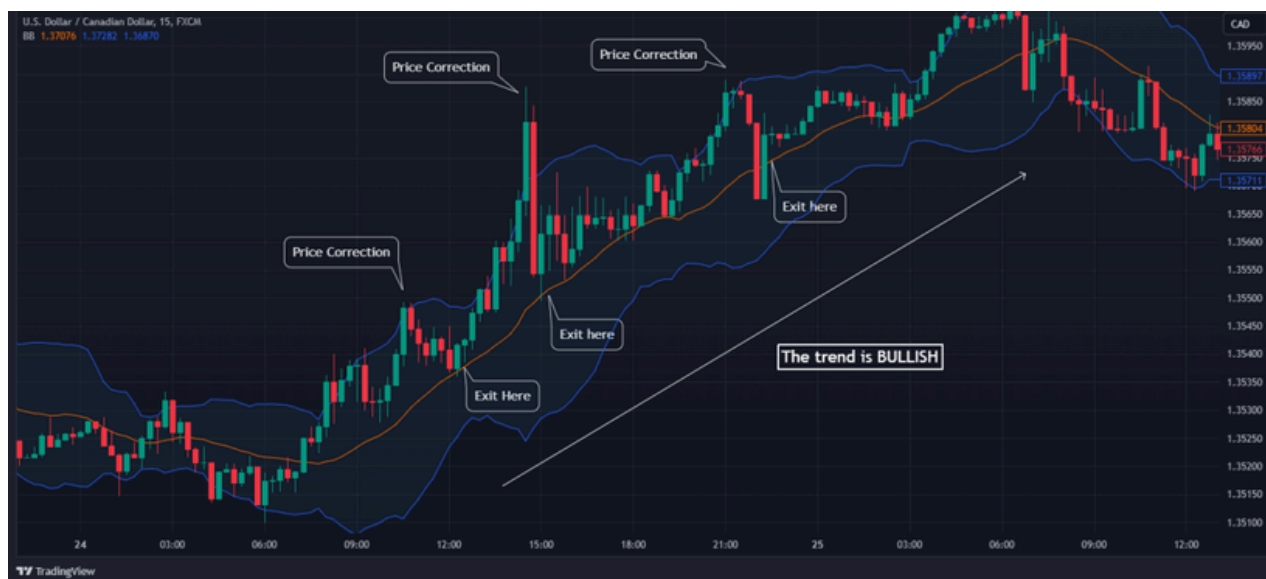 U.S. Dollar / Canadian Dollar, 15, FXCM
BB 1.37076 1.37282 1.36870
CAD
Price Correction
Price Correction
Price Correction
Exit here
Exit here
Exit Here
The trend is BULLISH
1.35950
1.35897
1.35850
1.35804
1.35766
1.35750
1.35711
1.35650
1.35600
1.35550
1.35500
1.35450
1.35400
1.35350
1.35300
1.35250
1.35200
1.35150
1.35100
24 03:00 06:00 09:00 12:00 15:00 18:00 21:00 25 03:00 06:00 09:00 12:00
TradingView